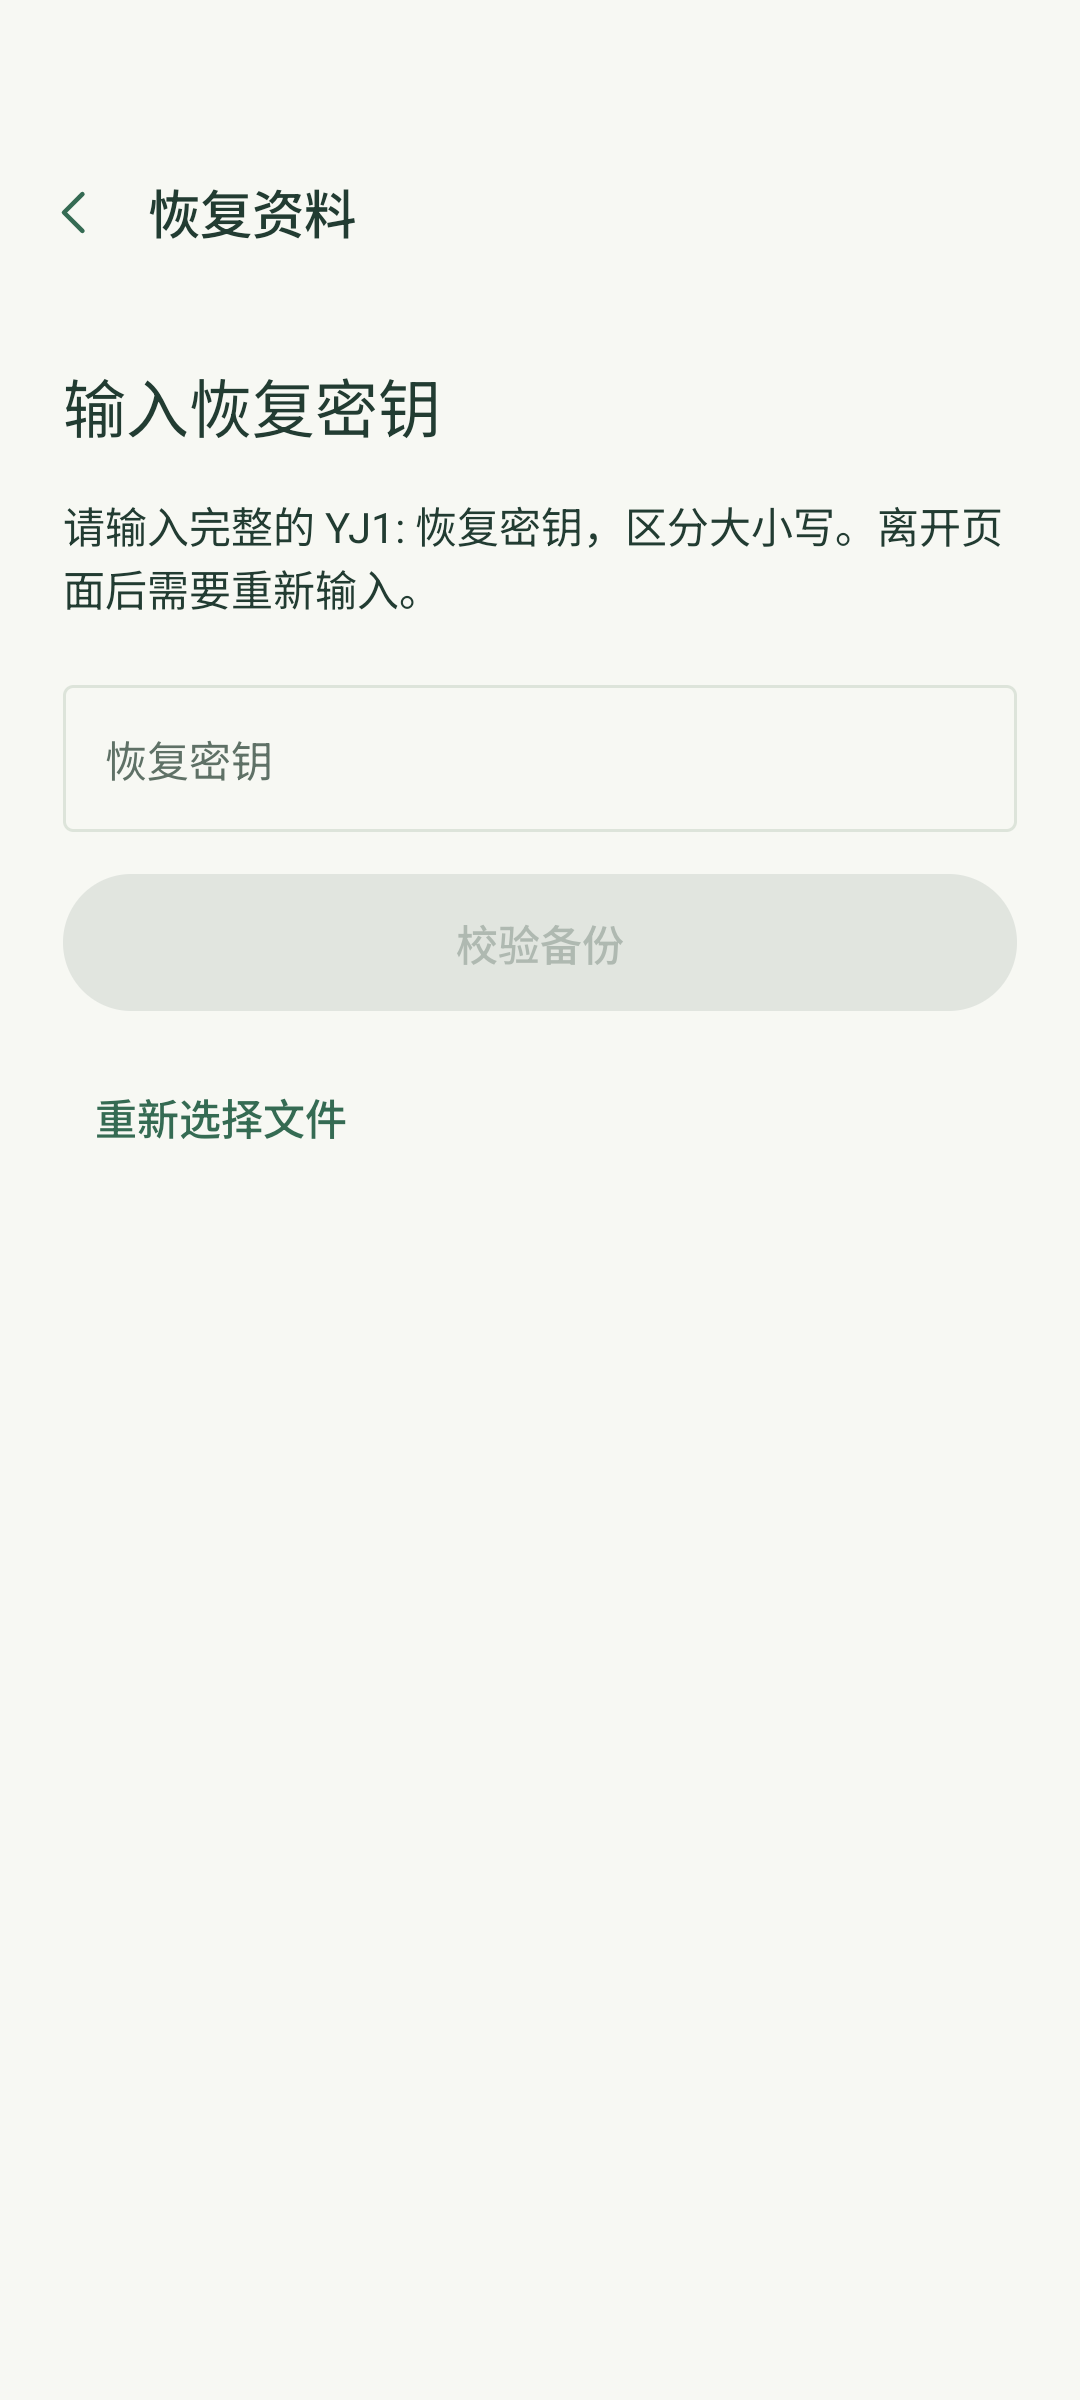 恢复资料
输入恢复密钥
请输入完整的 YJ1: 恢复密钥，区分大小写。离开页
面后需要重新输入。
恢复密钥
校验备份
重新选择文件